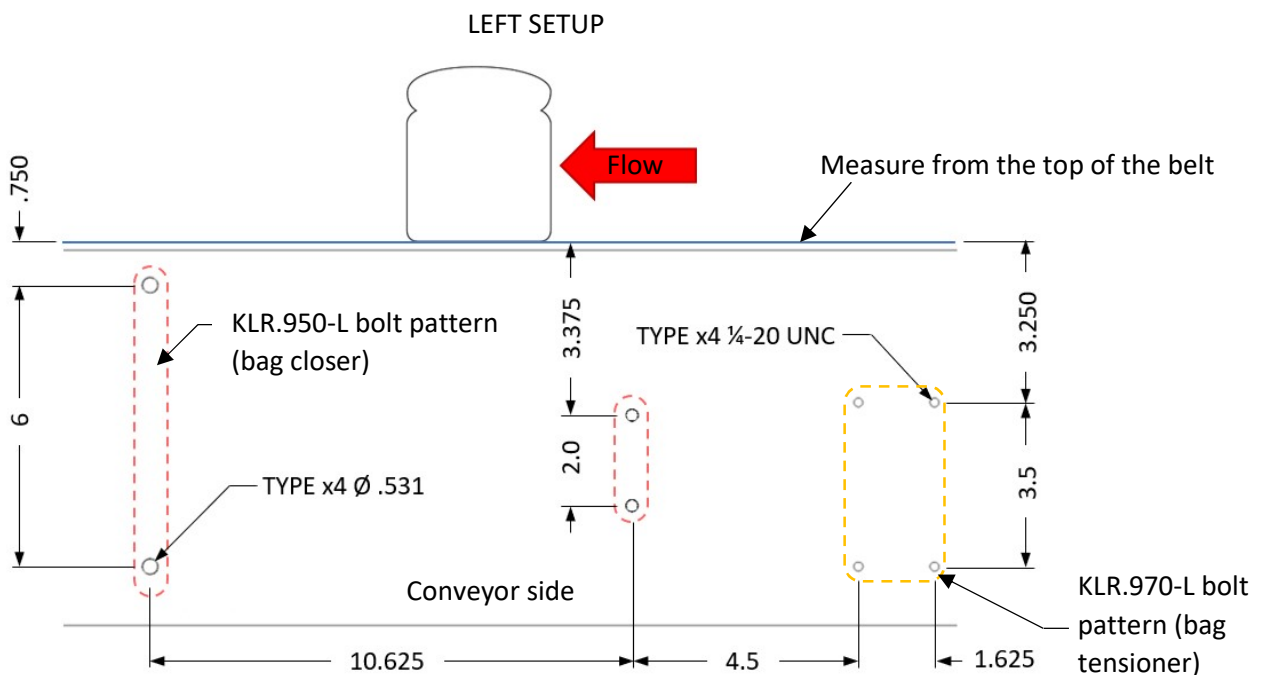 LEFT SETUP
Flow
Measure from the top of the belt
.750
KLR.950-L bolt pattern
(bag closer)
3.375
TYPE x4 ¼-20 UNC
3.250
6
2.0
TYPE x4 Ø .531
3.5
Conveyor side
KLR.970-L bolt
pattern (bag
tensioner)
10.625
4.5
1.625